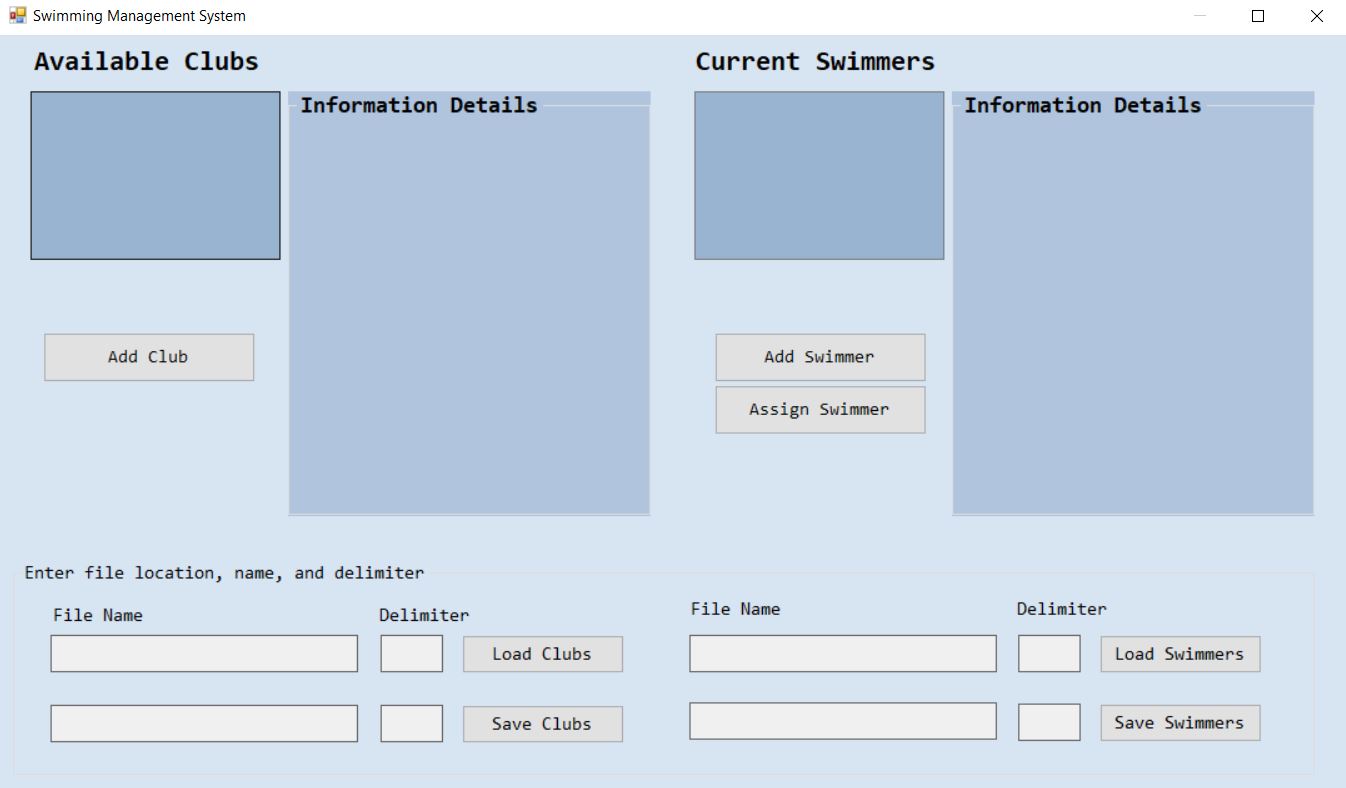 Swimming Management System
Available Clubs
Current Swimmers
Information Details
Information Details
Add Club
Add Swimmer
Assign Swimmer
Enter file location, name, and delimiter
File Name
Delimiter
File Name
Delimiter
Load Clubs
Load Swimmers
Save Clubs
Save Swimmers